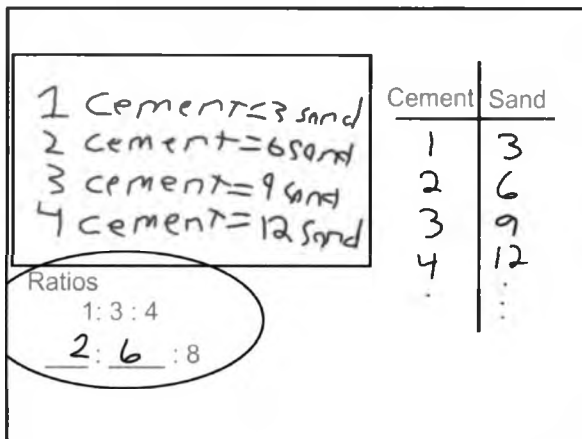 1 cement=3 sand
2 cement=6 sand
3 cement=9 sand
4 cement=12 sand
Cement Sand
1 3
2 6
3 9
4 12
Ratios
1: 3 : 4
2 : 6 : 8